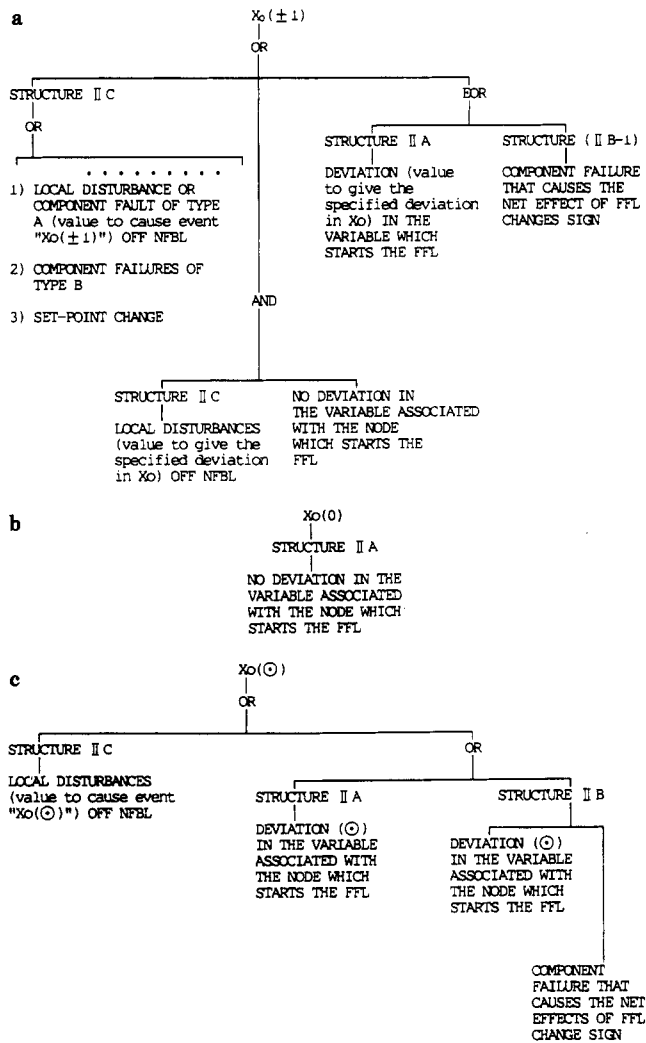 a
Xo(±1)
OR
STRUCTURE ⅡC
OR
. . . . . . . . .
1) LOCAL DISTURBANCE OR
COMPONENT FAULT OF TYPE
A (value to cause event
"Xo(±1)") OFF NFBL
2) COMPONENT FAILURES OF
TYPE B
3) SET-POINT CHANGE
EOR
STRUCTURE ⅡA
DEVIATION (value
to give the
specified deviation
in Xo) IN THE
VARIABLE WHICH
STARTS THE FFL
STRUCTURE (ⅡB-1)
COMPONENT FAILURE
THAT CAUSES THE
NET EFFECT OF FFL
CHANGES SIGN
AND
STRUCTURE ⅡC
LOCAL DISTURBANCES
(value to give the
specified deviation
in Xo) OFF NFBL
NO DEVIATION IN
THE VARIABLE ASSOCIATED
WITH THE NODE
WHICH STARTS THE
FFL
b
Xo(0)
STRUCTURE ⅡA
NO DEVIATION IN THE
VARIABLE ASSOCIATED
WITH THE NODE WHICH
STARTS THE FFL
c
Xo(⊙)
OR
STRUCTURE ⅡC
LOCAL DISTURBANCES
(value to cause event
"Xo(⊙)") OFF NFBL
OR
STRUCTURE ⅡA
DEVIATION (⊙)
IN THE VARIABLE
ASSOCIATED WITH
THE NODE WHICH
STARTS THE FFL
STRUCTURE ⅡB
DEVIATION (⊙)
IN THE VARIABLE
ASSOCIATED WITH
THE NODE WHICH
STARTS THE FFL
COMPONENT
FAILURE THAT
CAUSES THE NET
EFFECTS OF FFL
CHANGE SIGN